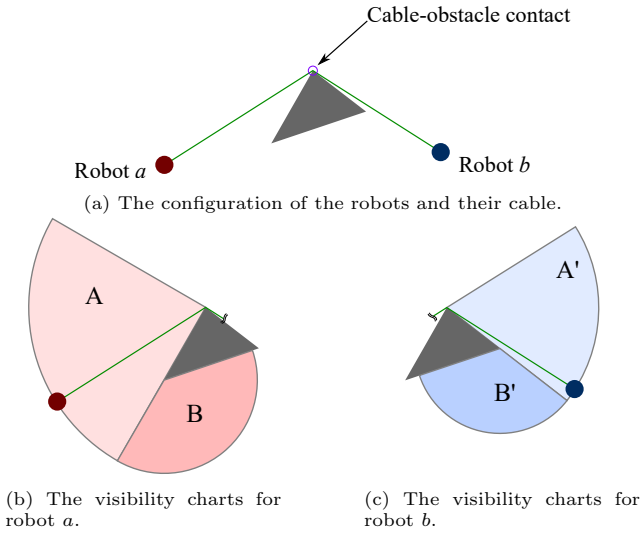 Cable-obstacle contact
Robot a
Robot b
(a) The configuration of the robots and their cable.
A
B
A'
B'
(b) The visibility charts for
robot a.
(c) The visibility charts for
robot b.